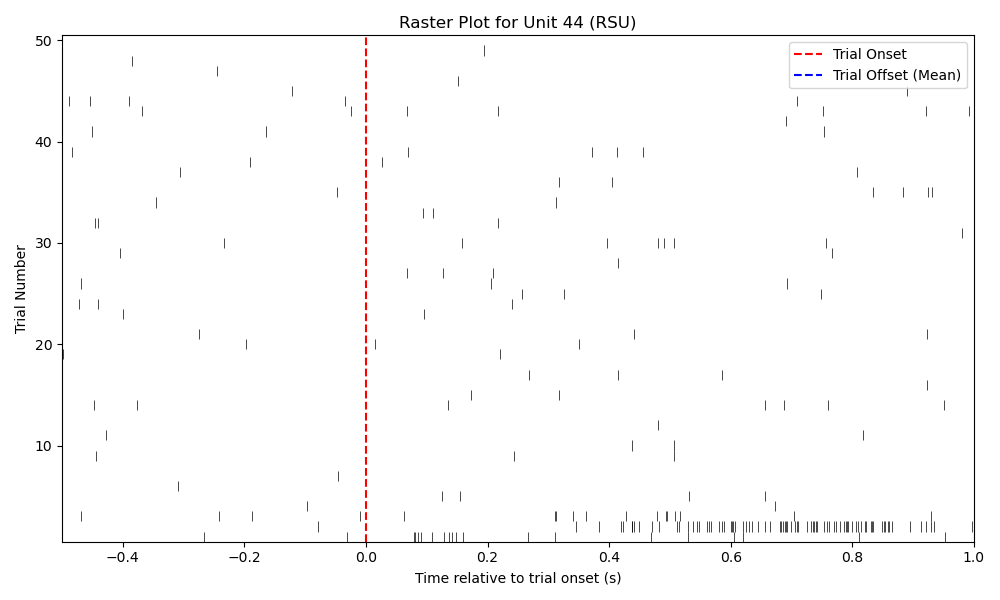 Raster Plot for Unit 44 (RSU)
Trial Onset
Trial Offset (Mean)
50
40
30
20
10
Trial Number
−0.4
−0.2
0.0
0.2
0.4
0.6
0.8
1.0
Time relative to trial onset (s)